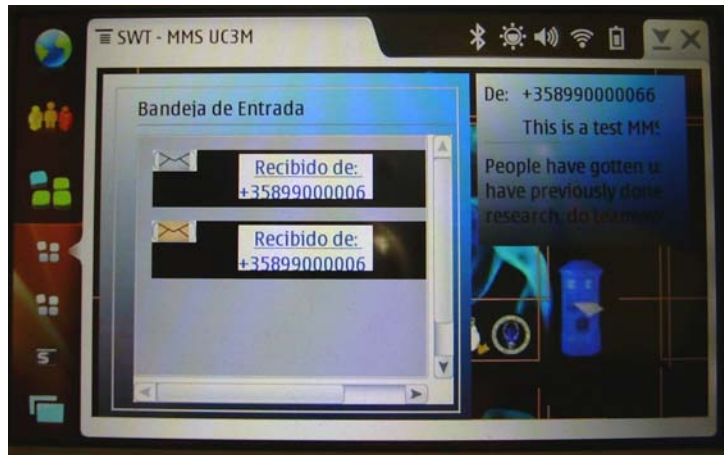 SWT - MMS UC3M
Bandeja de Entrada
Recibido de:
+35899000006
Recibido de:
+35899000006
De: +358990000066
This is a test MMS
People have gotten u
have previously done
research, do